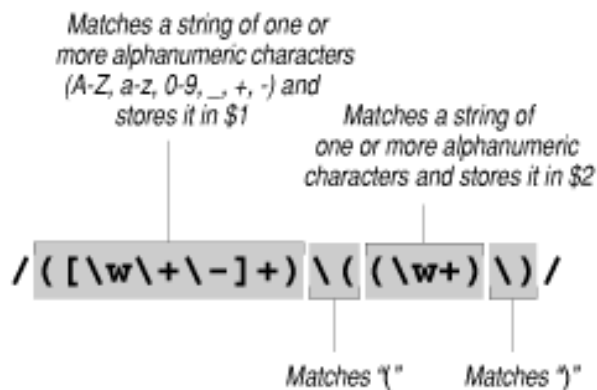 Matches a string of one or
more alphanumeric characters
(A-Z, a-z, 0-9, _, +, -) and
stores it in $1
Matches a string of
one or more alphanumeric
characters and stores it in $2
/([\w\+\-]+)\((\w+)\)/
Matches "("
Matches ")"